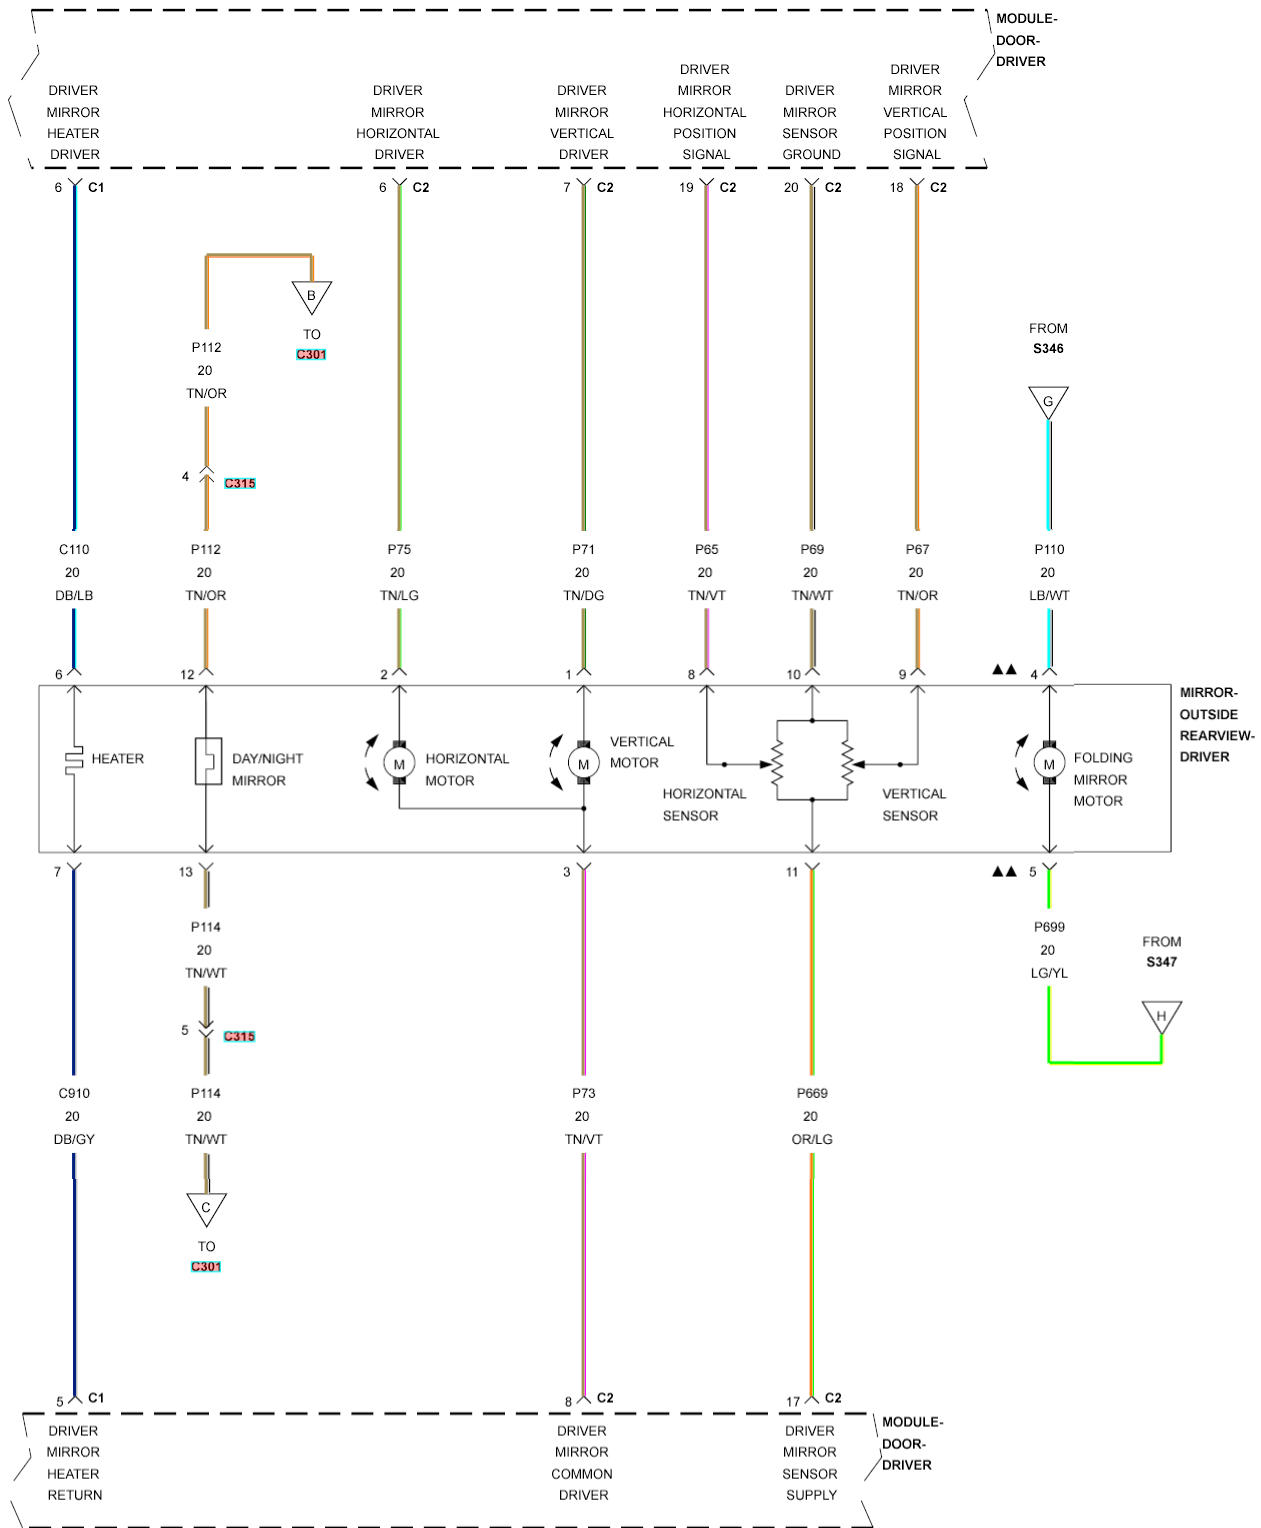 MODULE-
DOOR-
DRIVER
DRIVER
MIRROR
HEATER
DRIVER
DRIVER
MIRROR
HORIZONTAL
DRIVER
DRIVER
MIRROR
VERTICAL
DRIVER
DRIVER
MIRROR
HORIZONTAL
POSITION
SIGNAL
DRIVER
MIRROR
SENSOR
GROUND
DRIVER
MIRROR
VERTICAL
POSITION
SIGNAL
6 C1
6 C2
7 C2
19 C2
20 C2
18 C2
B
TO
C301
P112
20
TN/OR
FROM
S346
G
4 C315
C110
20
DB/LB
P112
20
TN/OR
P75
20
TN/LG
P71
20
TN/DG
P65
20
TN/VT
P69
20
TN/WT
P67
20
TN/OR
P110
20
LB/WT
6
12
2
1
8
10
9
▲▲ 4
MIRROR-
OUTSIDE
REARVIEW-
DRIVER
HEATER
DAY/NIGHT
MIRROR
M
HORIZONTAL
MOTOR
M
VERTICAL
MOTOR
HORIZONTAL
SENSOR
VERTICAL
SENSOR
M
FOLDING
MIRROR
MOTOR
7
13
3
11
▲▲ 5
P114
20
TN/WT
P699
20
LG/YL
FROM
S347
H
5 C315
C910
20
DB/GY
P114
20
TN/WT
P73
20
TN/VT
P669
20
OR/LG
C
TO
C301
5 C1
8 C2
17 C2
DRIVER
MIRROR
HEATER
RETURN
DRIVER
MIRROR
COMMON
DRIVER
DRIVER
MIRROR
SENSOR
SUPPLY
MODULE-
DOOR-
DRIVER